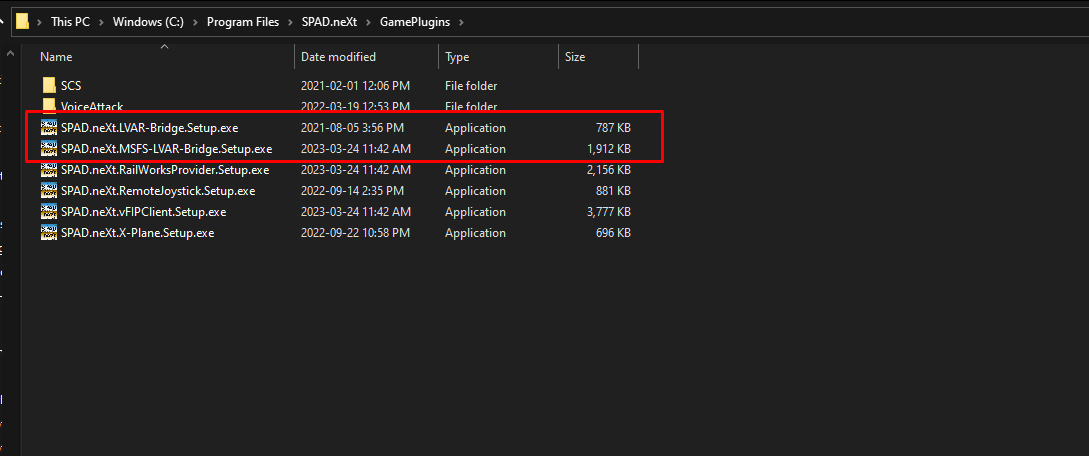 This PC > Windows (C:) > Program Files > SPAD.neXt > GamePlugins >
Name Date modified Type Size
SCS 2021-02-01 12:06 PM File folder
VoiceAttack 2022-03-19 12:53 PM File folder
SPAD.neXt.LVAR-Bridge.Setup.exe 2021-08-05 3:56 PM Application 787 KB
SPAD.neXt.MSFS-LVAR-Bridge.Setup.exe 2023-03-24 11:42 AM Application 1,912 KB
SPAD.neXt.RailWorksProvider.Setup.exe 2023-03-24 11:42 AM Application 2,156 KB
SPAD.neXt.RemoteJoystick.Setup.exe 2022-09-14 2:35 PM Application 881 KB
SPAD.neXt.vFIPClient.Setup.exe 2023-03-24 11:42 AM Application 3,777 KB
SPAD.neXt.X-Plane.Setup.exe 2022-09-22 10:58 PM Application 696 KB